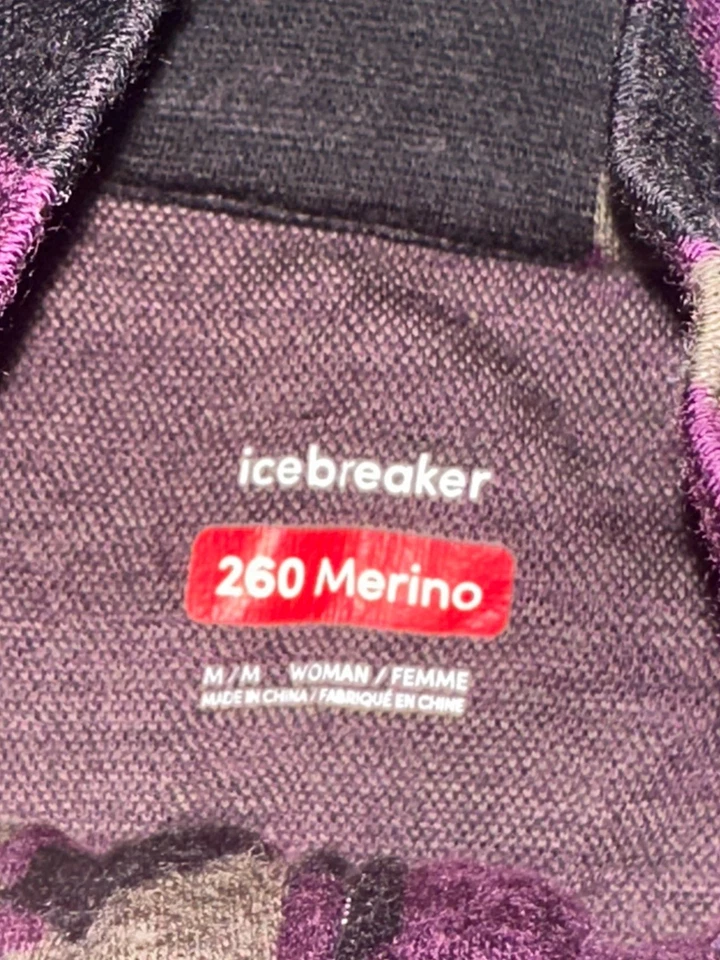 icebreaker
260 Merino
M / M WOMAN / FEMME
MADE IN CHINA / FABRIQUÉ EN CHINE